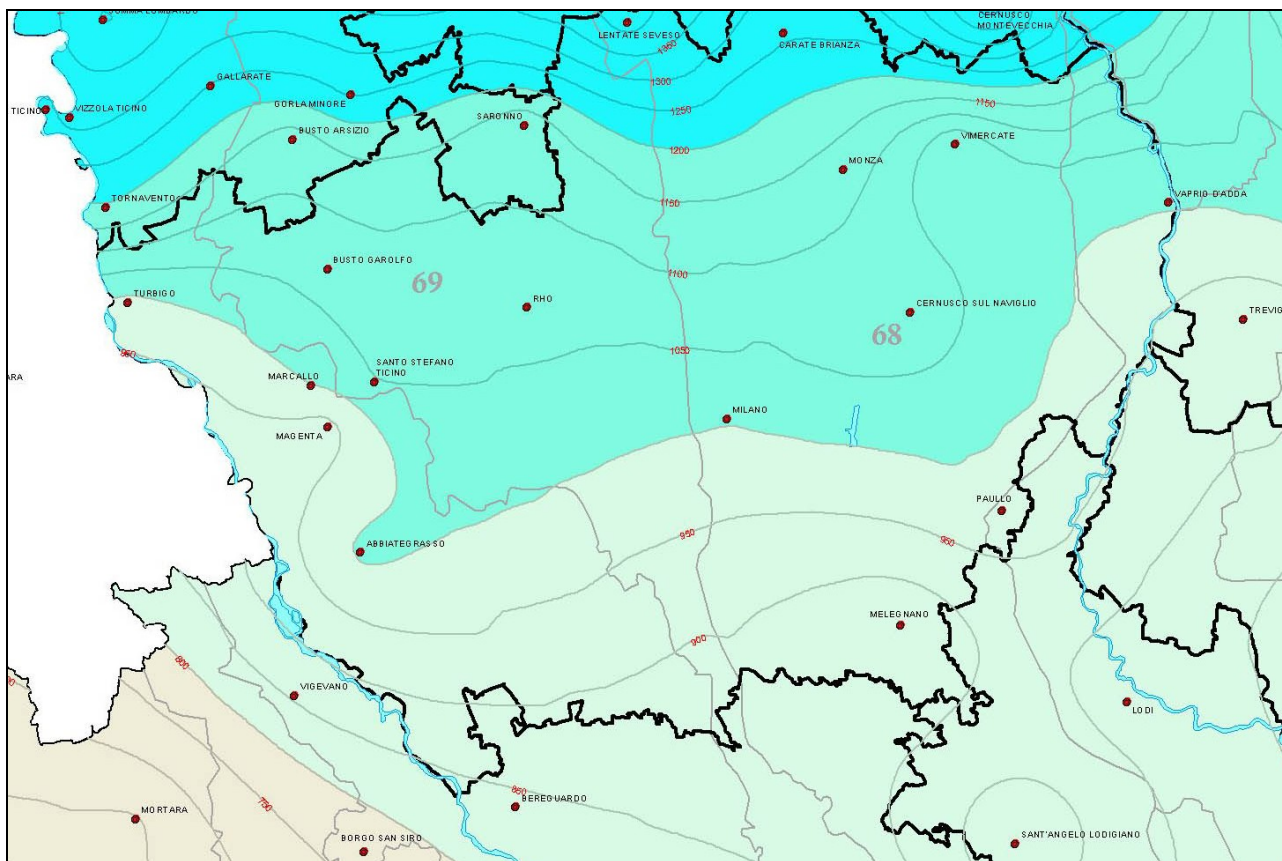 SOMMA LOMBARDO
LENTATE SEVESO
CERNUSCO
MONTEVECCHIA
CARATE BRIANZA
1350
1300
GALLARATE
GORLA MINORE
1250
1150
TICINO
VIZZOLA TICINO
SARONNO
BUSTO ARSIZIO
VIMERCATE
1200
MONZA
TORNAVENTO
1150
VAPRIO D'ADDA
BUSTO GAROLFO
69
1100
TURBIGO
RHO
CERNUSCO SUL NAVIGLIO
TREVIG
68
950
1050
SANTO STEFANO
TICINO
MARCALLO
ARA
MILANO
MAGENTA
PAULLO
950
950
ABBIATEGRASSO
MELEGNANO
900
800
VIGEVANO
LODI
850
750
BEREGUARDO
MORTARA
BORGO SAN SIRO
SANT'ANGELO LODIGIANO